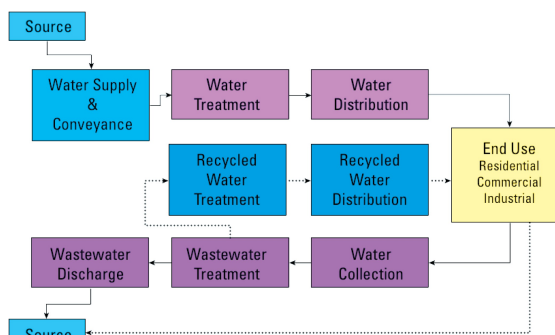 Source
Water Supply
&
Conveyance
Water
Treatment
Water
Distribution
End Use
Residential
Commercial
Industrial
Recycled
Water
Treatment
Recycled
Water
Distribution
Wastewater
Discharge
Wastewater
Treatment
Water
Collection
Source